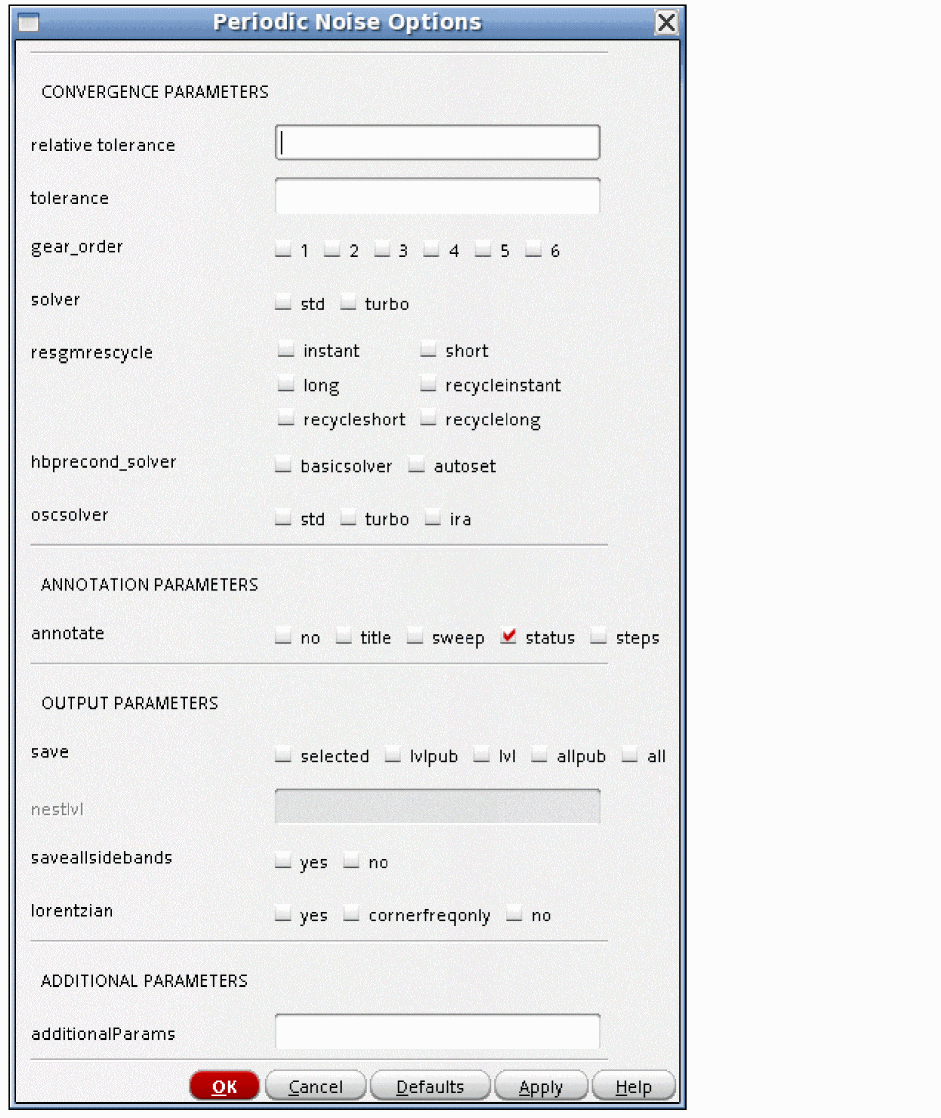 Periodic Noise Options
CONVERGENCE PARAMETERS
relative tolerance
tolerance
gear_order 1 2 3 4 5 6
solver std turbo
resgmrescycle instant short
long recycleinstant
recycleshort recyclelong
hbprecond_solver basicsolver autoset
oscsolver std turbo ira
ANNOTATION PARAMETERS
annotate no title sweep status steps
OUTPUT PARAMETERS
save selected lvlpub lvl allpub all
nestlvl
saveallsidebands yes no
lorentzian yes cornerfreqonly no
ADDITIONAL PARAMETERS
additionalParams
OK Cancel Defaults Apply Help